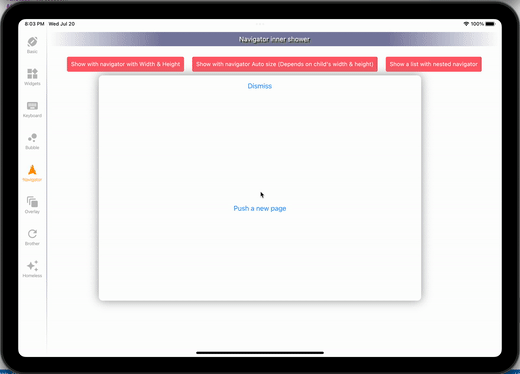 8:03 PM Wed Jul 20
100%
Navigator inner shower
Basic
Widgets
Keyboard
Bubble
Navigator
Overlay
Brother
Homeless
Show with navigator with Width & Height
Show with navigator Auto size (Depends on child's width & height)
Show a list with nested navigator
Dismiss
Push a new page